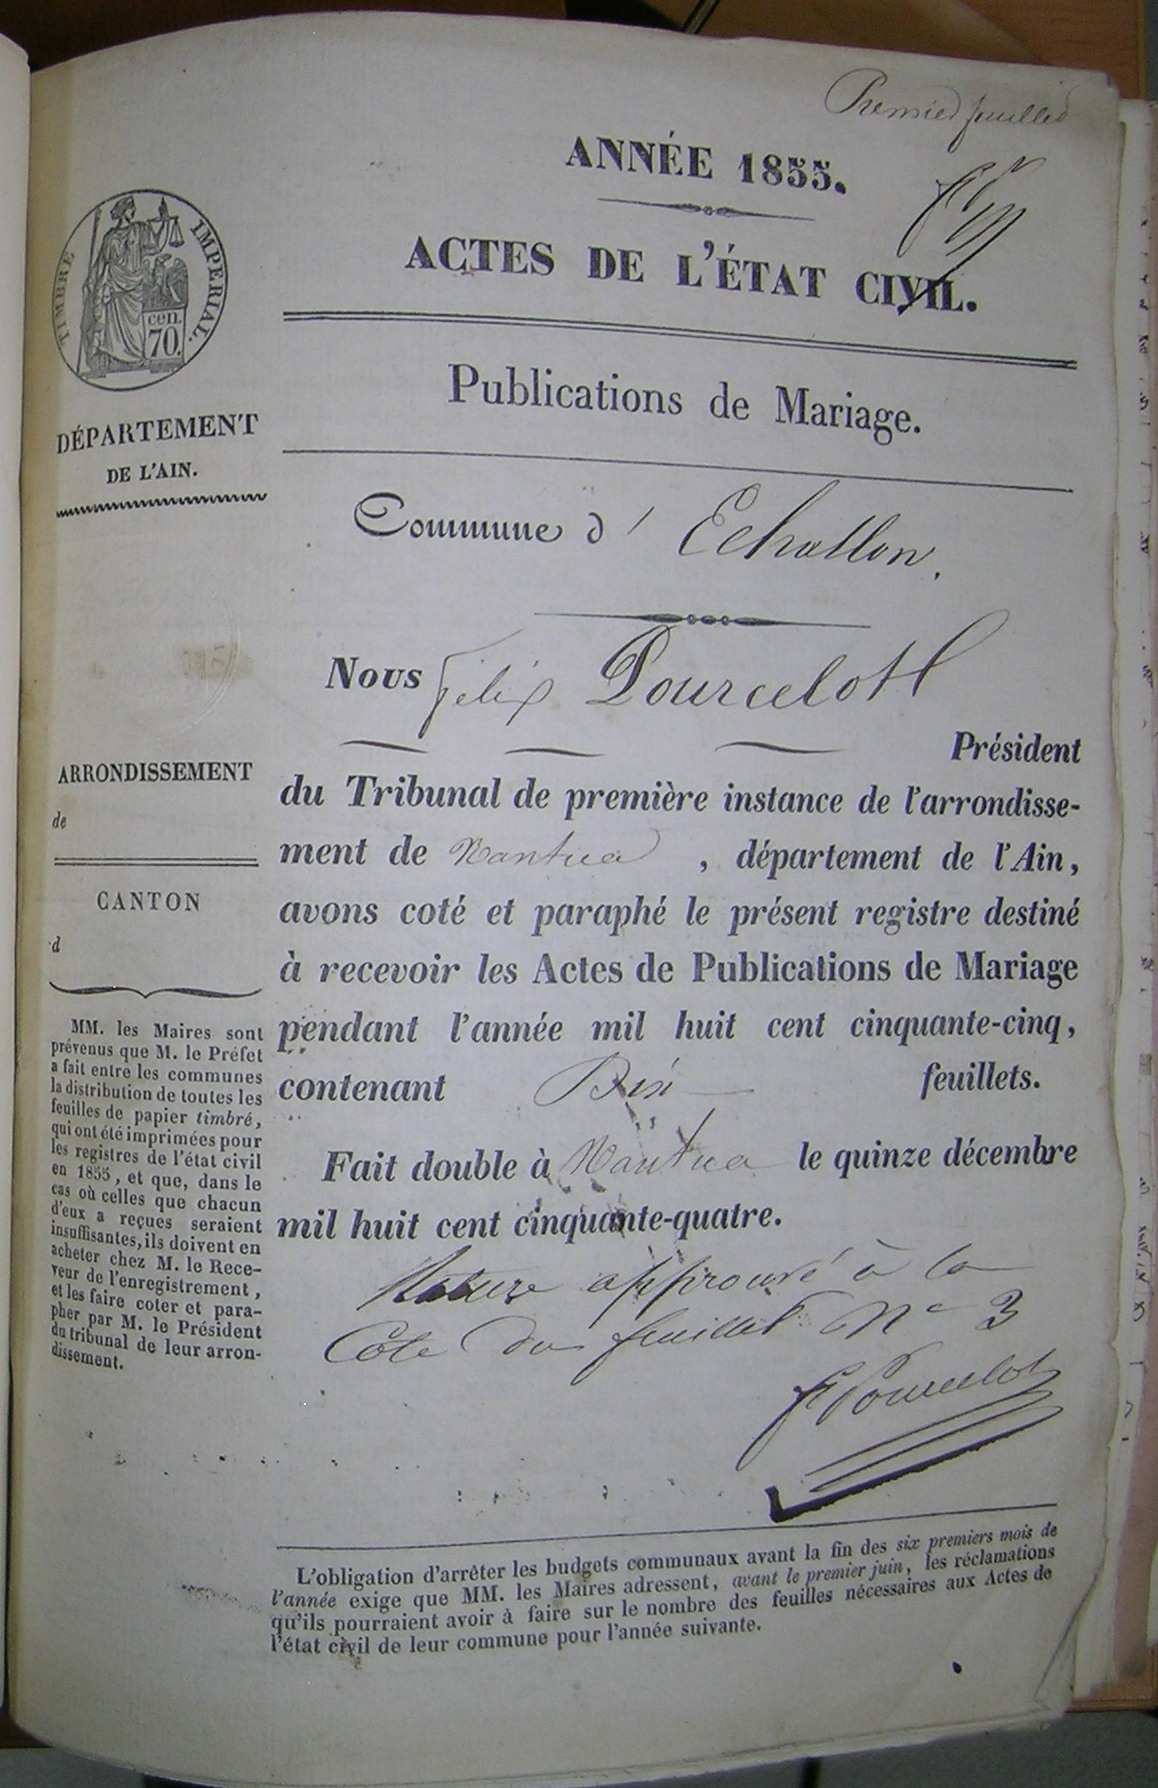 Premier feuillet
ANNÉE 1855.
ACTES DE L'ÉTAT CIVIL.
TIMBRE IMPERIAL.
cen.
70.
Publications de Mariage.
DÉPARTEMENT
DE L'AIN.
Commune d' Echallon.
Nous Félix Pourcelot
Président
ARRONDISSEMENT
de
CANTON
d
du Tribunal de première instance de l'arrondisse-
ment de Nantua, département de l'Ain,
avons coté et paraphé le présent registre destiné
à recevoir les Actes de Publications de Mariage
pendant l'année mil huit cent cinquante-cinq,
contenant feuillets.
Fait double à Nantua le quinze décembre
mil huit cent cinquante-quatre.
approuvé à la
Cote du feuillet No 3
F Pourcelot
MM. les Maires sont
prévenus que M. le Préfet
a fait entre les communes
la distribution de toutes les
feuilles de papier timbré,
qui ont été imprimées pour
les registres de l'état civil
en 1855, et que, dans le
cas où celles que chacun
d'eux a reçues seraient
insuffisantes, ils doivent en
acheter chez M. le Rece-
veur de l'enregistrement,
et les faire coter et para-
pher par M. le Président
du tribunal de leur arron-
dissement.
L'obligation d'arrêter les budgets communaux avant la fin des six premiers mois de
l'année exige que MM. les Maires adressent, avant le premier juin, les réclamations
qu'ils pourraient avoir à faire sur le nombre des feuilles nécessaires aux Actes de
l'état civil de leur commune pour l'année suivante.